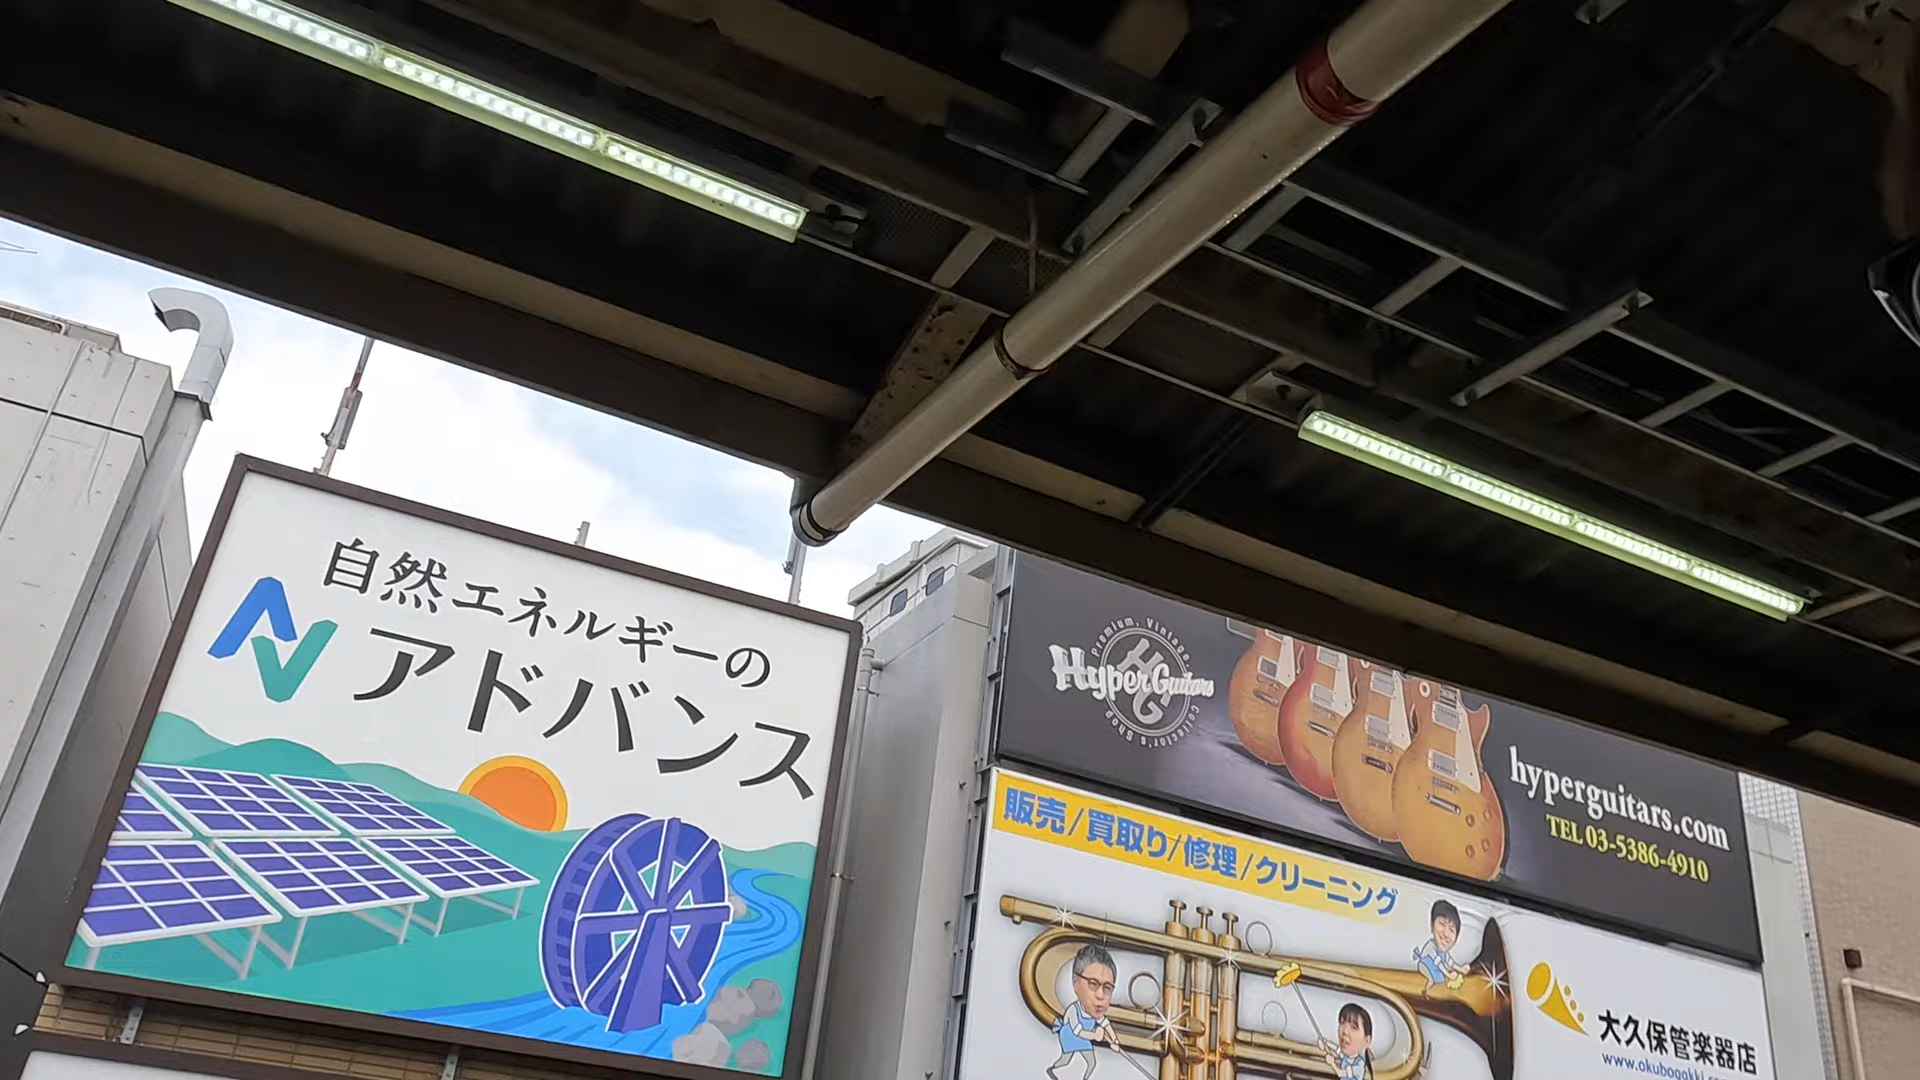 自然エネルギーの
アドバンス
Premium, Vintage,
HyperGuitars
Collector's Shop
hyperguitars.com
TEL 03-5386-4910
販売/買取り/修理/クリーニング
大久保管楽器店